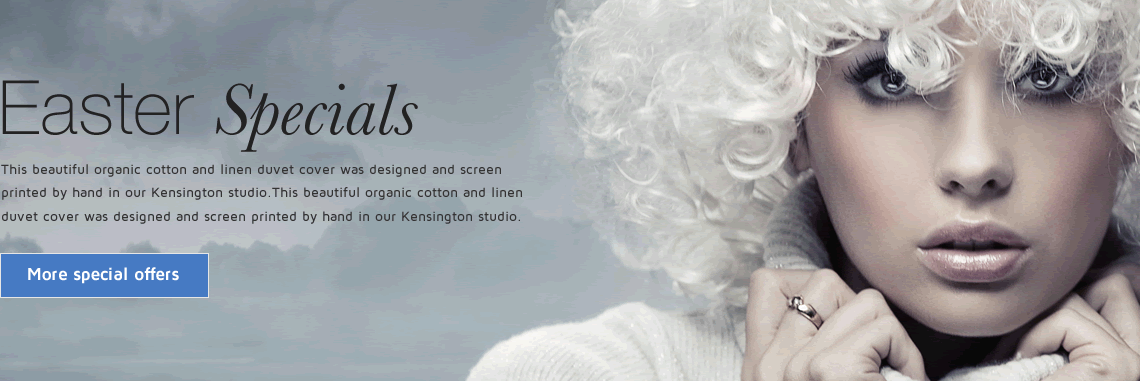 Easter Specials
This beautiful organic cotton and linen duvet cover was designed and screen
printed by hand in our Kensington studio.This beautiful organic cotton and linen
duvet cover was designed and screen printed by hand in our Kensington studio.
More special offers